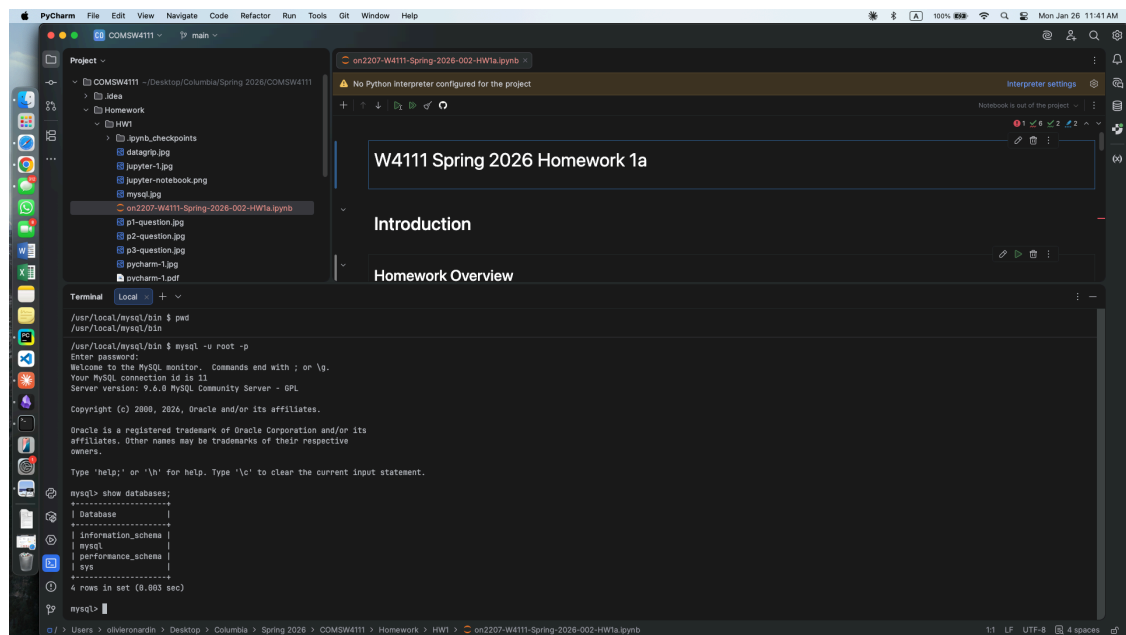 PyCharm File Edit View Navigate Code Refactor Run Tools Git Window Help
A 100% Mon Jan 26 11:41 AM
CO COMSW4111 main
Project
on2207-W4111-Spring-2026-002-HW1a.ipynb
COMSW4111 ~/Desktop/Columbia/Spring 2026/COMSW4111
No Python interpreter configured for the project
Interpreter settings
.idea
Homework
Notebook is out of the project
HW1
1 6 2 2
.ipynb_checkpoints
datagrip.jpg
jupyter-1.jpg
jupyter-notebook.png
mysql.jpg
on2207-W4111-Spring-2026-002-HW1a.ipynb
p1-question.jpg
p2-question.jpg
p3-question.jpg
pycharm-1.jpg
pycharm-1.pdf
W4111 Spring 2026 Homework 1a
Introduction
Homework Overview
Terminal Local
/usr/local/mysql/bin $ pwd
/usr/local/mysql/bin
/usr/local/mysql/bin $ mysql -u root -p
Enter password:
Welcome to the MySQL monitor.  Commands end with ; or \g.
Your MySQL connection id is 11
Server version: 9.6.0 MySQL Community Server - GPL
Copyright (c) 2000, 2026, Oracle and/or its affiliates.
Oracle is a registered trademark of Oracle Corporation and/or its
affiliates. Other names may be trademarks of their respective
owners.
Type 'help;' or '\h' for help. Type '\c' to clear the current input statement.
mysql> show databases;
+--------------------+
| Database           |
+--------------------+
| information_schema |
| mysql              |
| performance_schema |
| sys                |
+--------------------+
4 rows in set (0.003 sec)
mysql>
/ > Users > olivieronardin > Desktop > Columbia > Spring 2026 > COMSW4111 > Homework > HW1 > on2207-W4111-Spring-2026-002-HW1a.ipynb
1:1 LF UTF-8 4 spaces